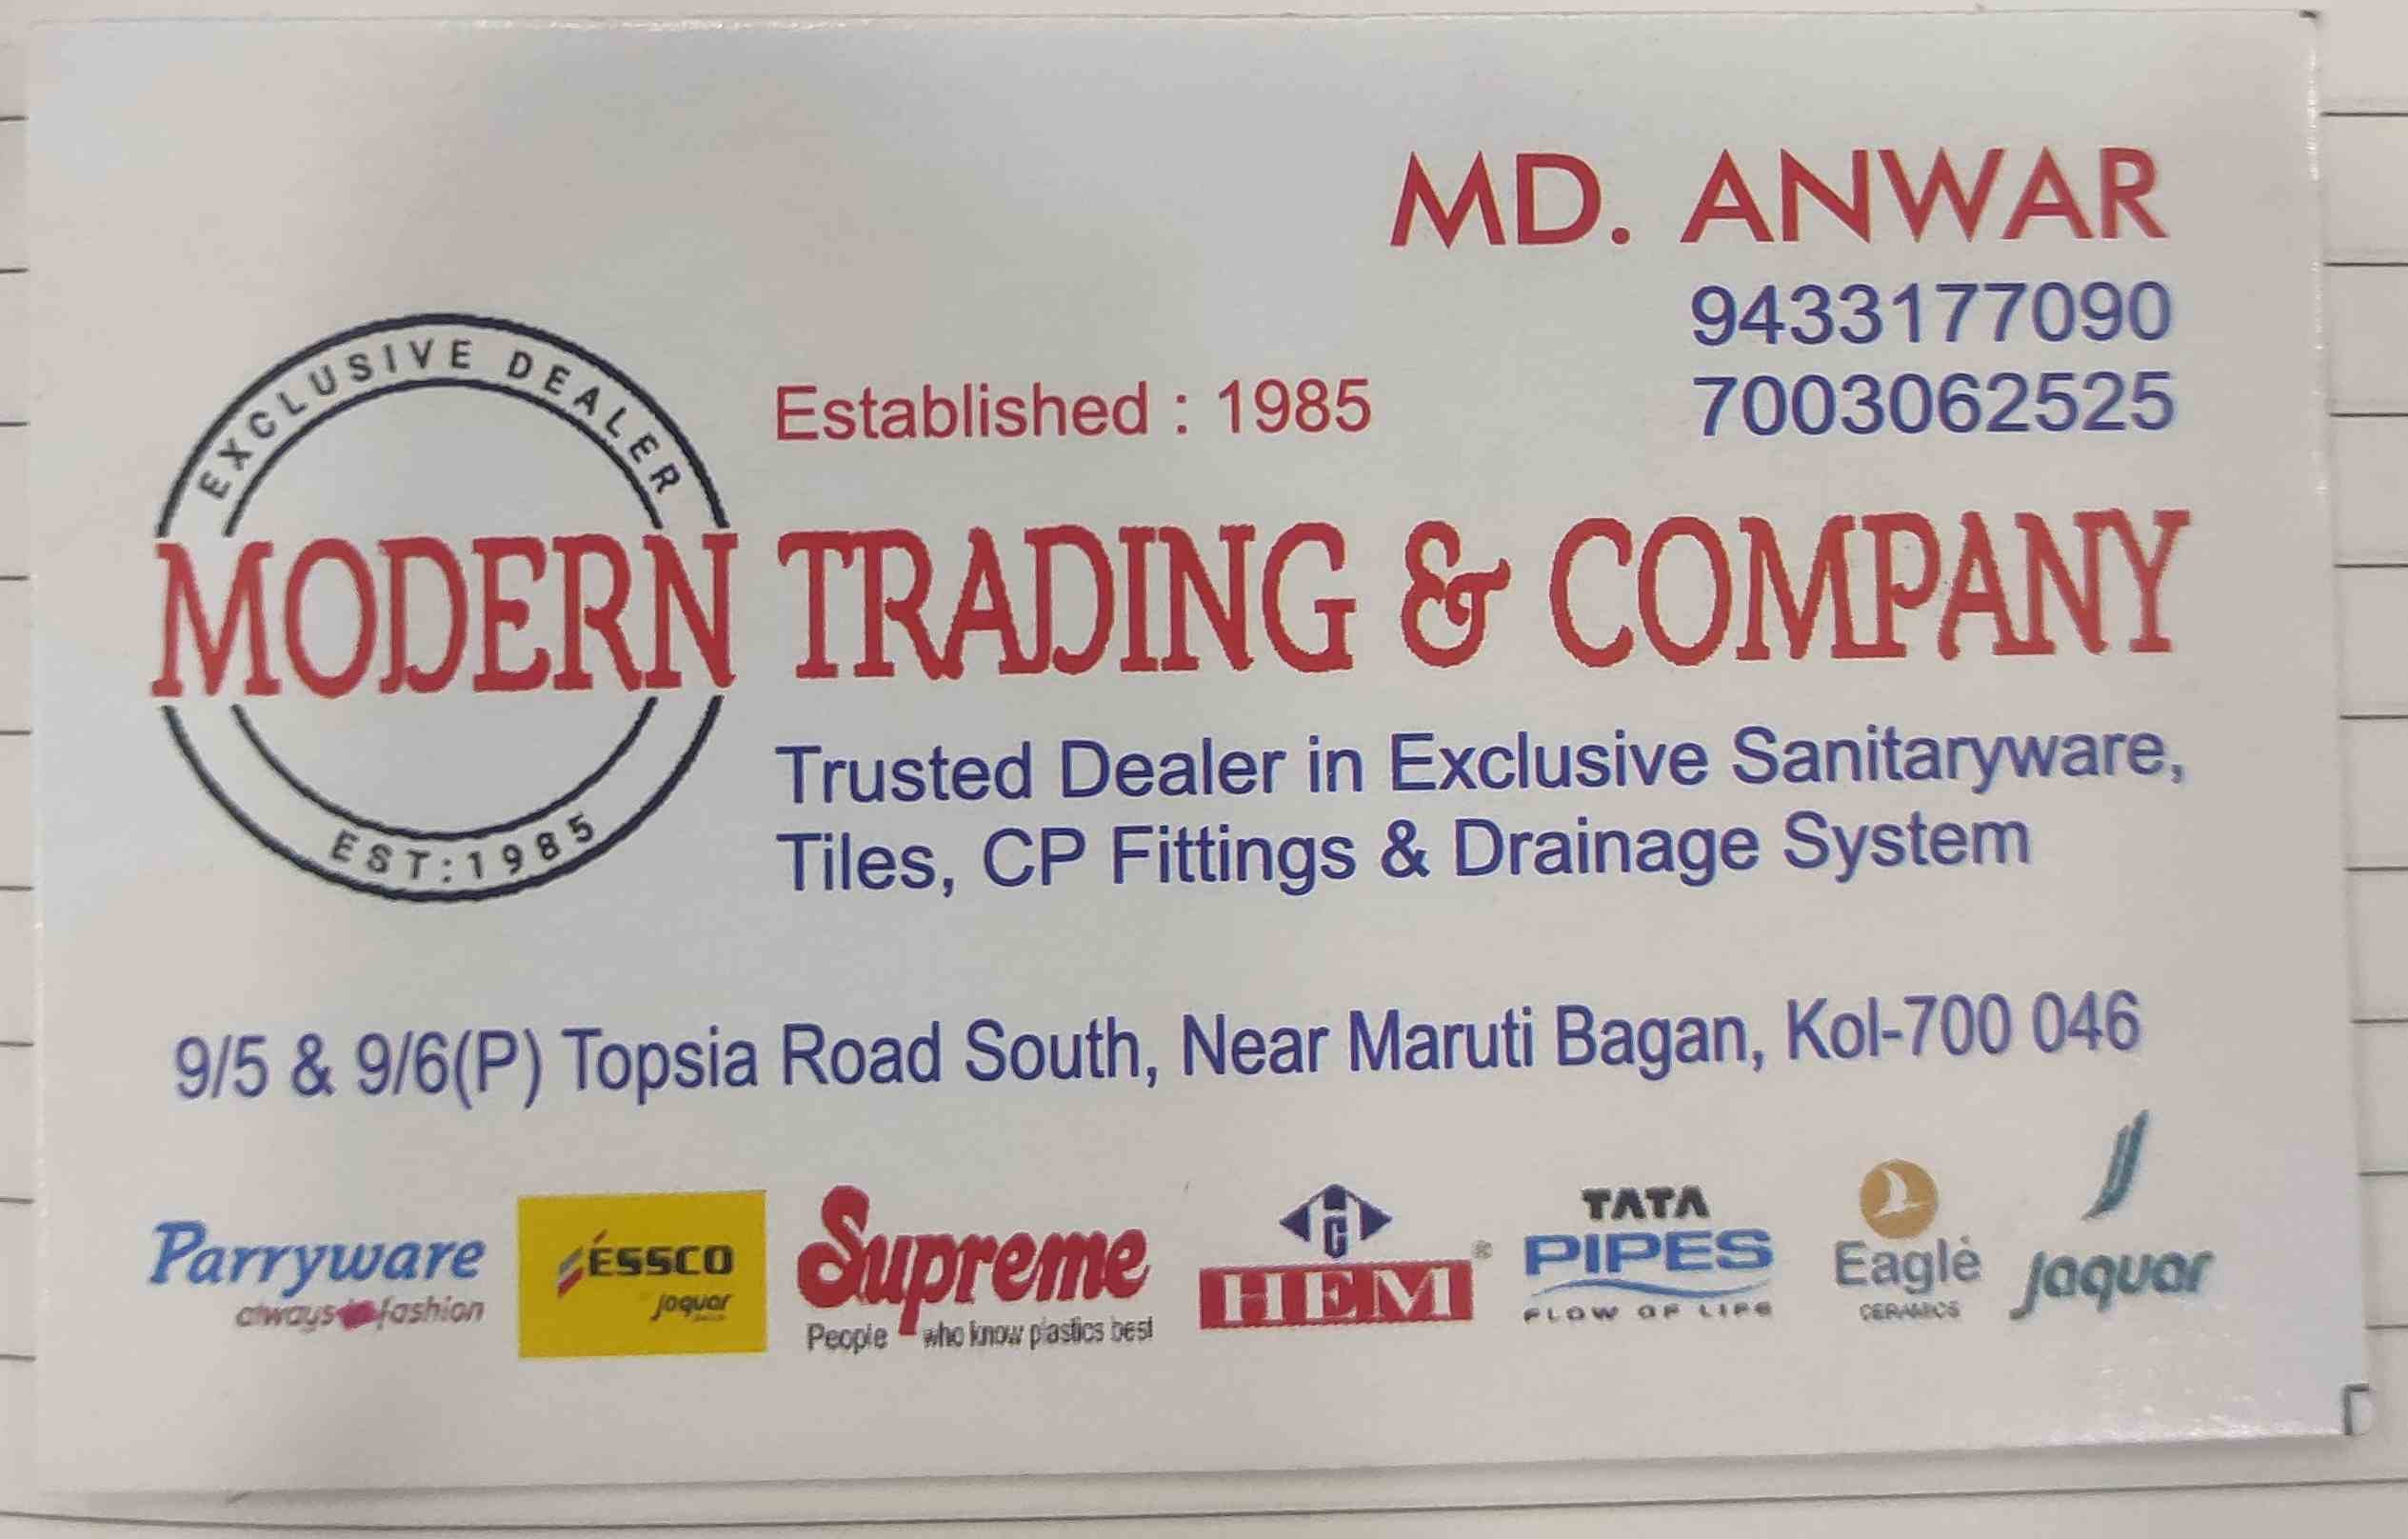 MD. ANWAR
9433177090
7003062525
EXCLUSIVE DEALER
Established : 1985
MODERN TRADING & COMPANY
Trusted Dealer in Exclusive Sanitaryware,
Tiles, CP Fittings & Drainage System
EST:1985
9/5 & 9/6(P) Topsia Road South, Near Maruti Bagan, Kol-700 046
Parryware
always in fashion
ESSCO
Jaquar
Supreme
People who know plastics best
HEM ®
TATA
PIPES
FLOW OF LIFE
Eagle
CERAMICS
Jaquar